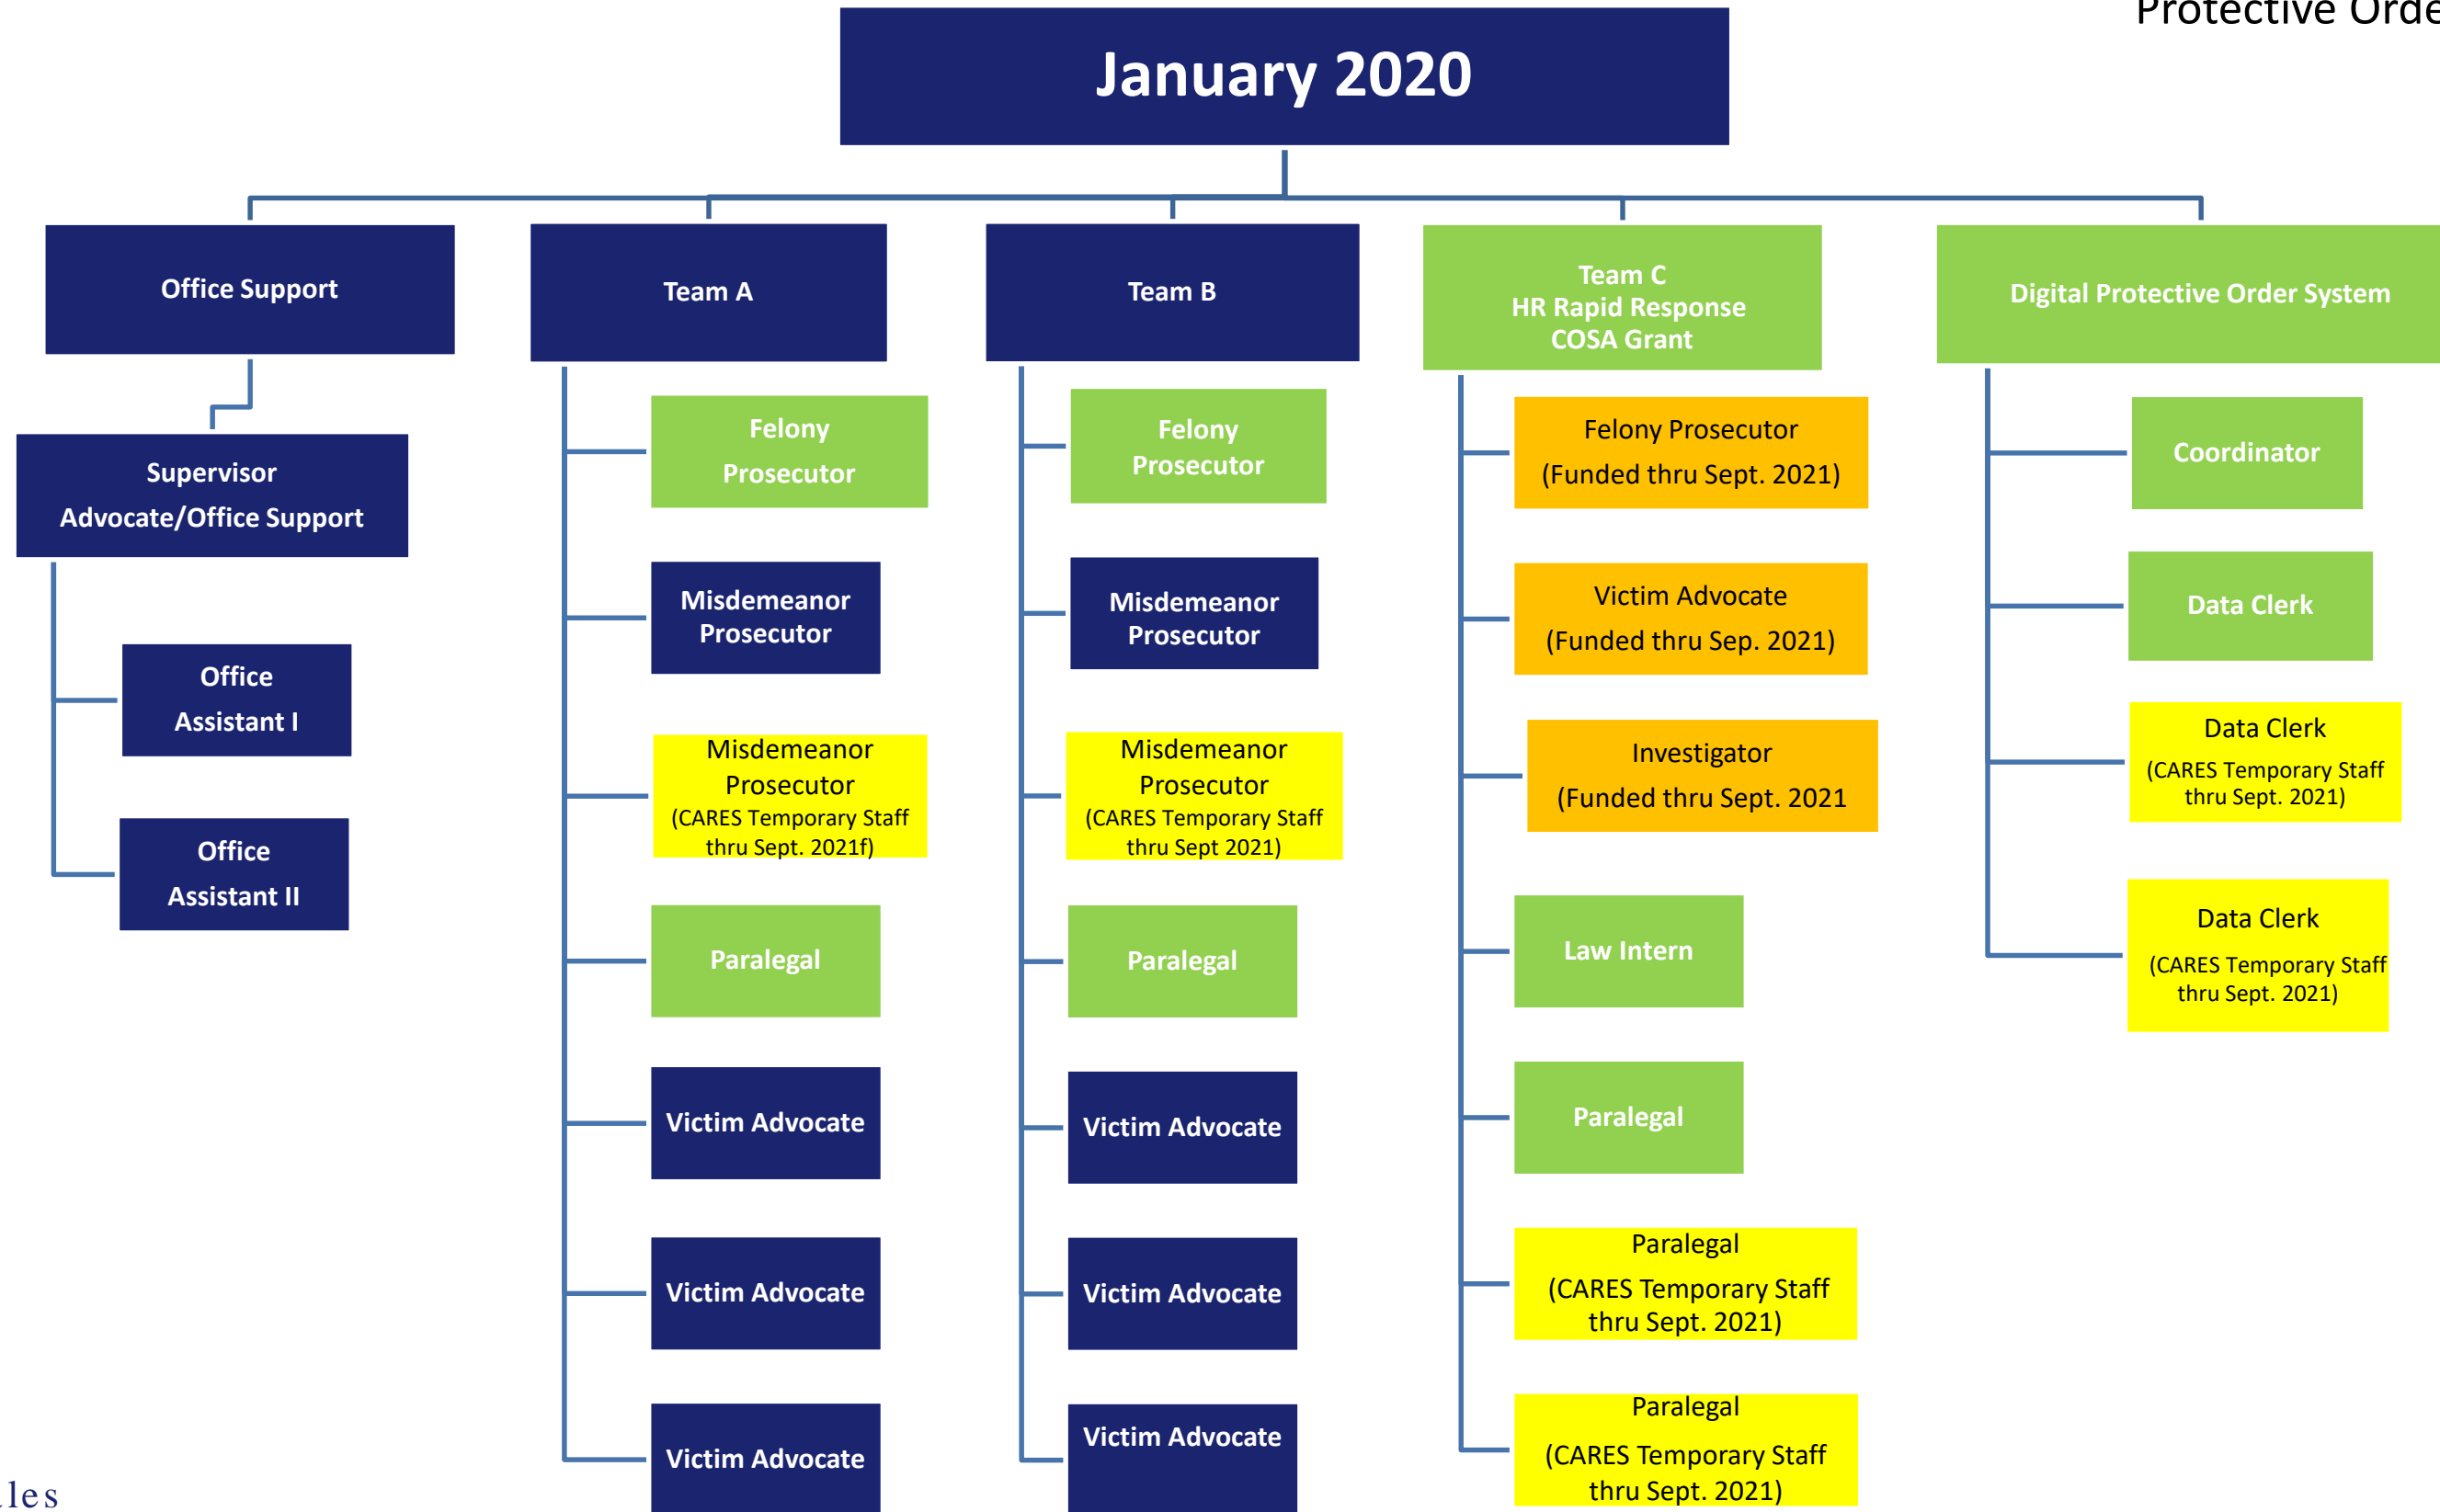 Protective Orde
January 2020
Office Support
Supervisor
Advocate/Office Support
Office
Assistant I
Office
Assistant II
Team A
Felony
Prosecutor
Misdemeanor
Prosecutor
Misdemeanor
Prosecutor
(CARES Temporary Staff
thru Sept. 2021f)
Paralegal
Victim Advocate
Victim Advocate
Victim Advocate
Team B
Felony
Prosecutor
Misdemeanor
Prosecutor
Misdemeanor
Prosecutor
(CARES Temporary Staff
thru Sept 2021)
Paralegal
Victim Advocate
Victim Advocate
Victim Advocate
Team C
HR Rapid Response
COSA Grant
Felony Prosecutor
(Funded thru Sept. 2021)
Victim Advocate
(Funded thru Sep. 2021)
Investigator
(Funded thru Sept. 2021
Law Intern
Paralegal
Paralegal
(CARES Temporary Staff
thru Sept. 2021)
Paralegal
(CARES Temporary Staff
thru Sept. 2021)
Digital Protective Order System
Coordinator
Data Clerk
Data Clerk
(CARES Temporary Staff
thru Sept. 2021)
Data Clerk
(CARES Temporary Staff
thru Sept. 2021)
les